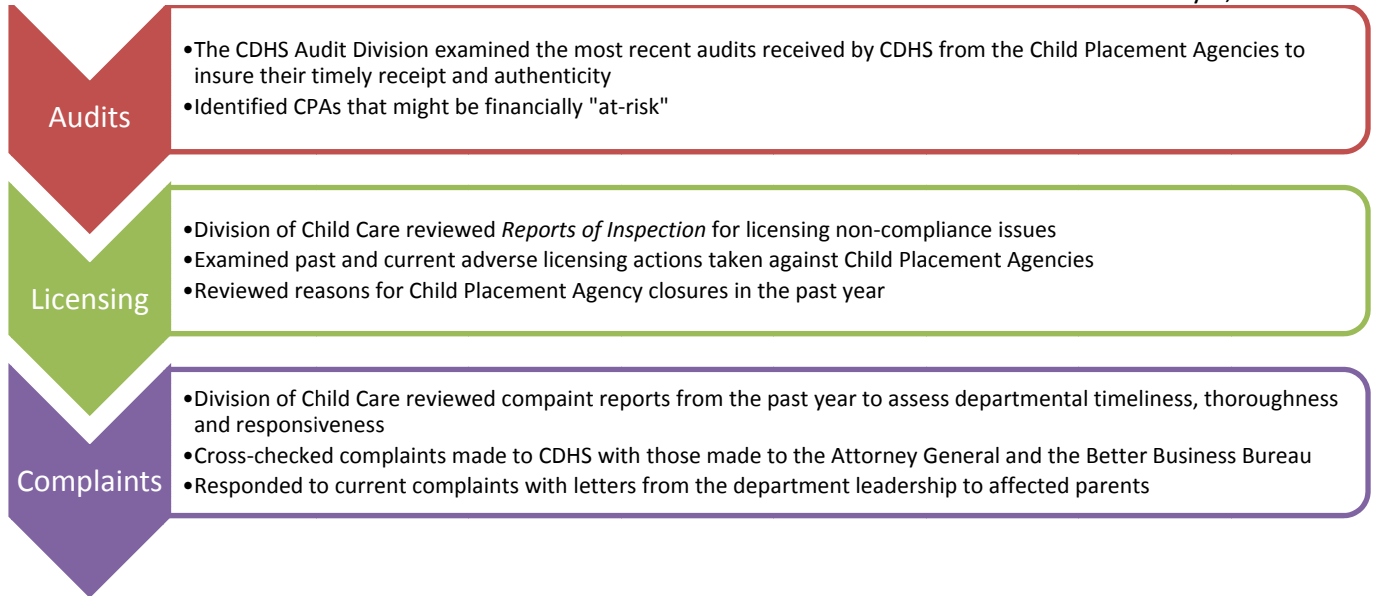 Audits
•The CDHS Audit Division examined the most recent audits received by CDHS from the Child Placement Agencies to
insure their timely receipt and authenticity
•Identified CPAs that might be financially "at-risk"
Licensing
•Division of Child Care reviewed Reports of Inspection for licensing non-compliance issues
•Examined past and current adverse licensing actions taken against Child Placement Agencies
•Reviewed reasons for Child Placement Agency closures in the past year
Complaints
•Division of Child Care reviewed compaint reports from the past year to assess departmental timeliness, thoroughness
and responsiveness
•Cross-checked complaints made to CDHS with those made to the Attorney General and the Better Business Bureau
•Responded to current complaints with letters from the department leadership to affected parents